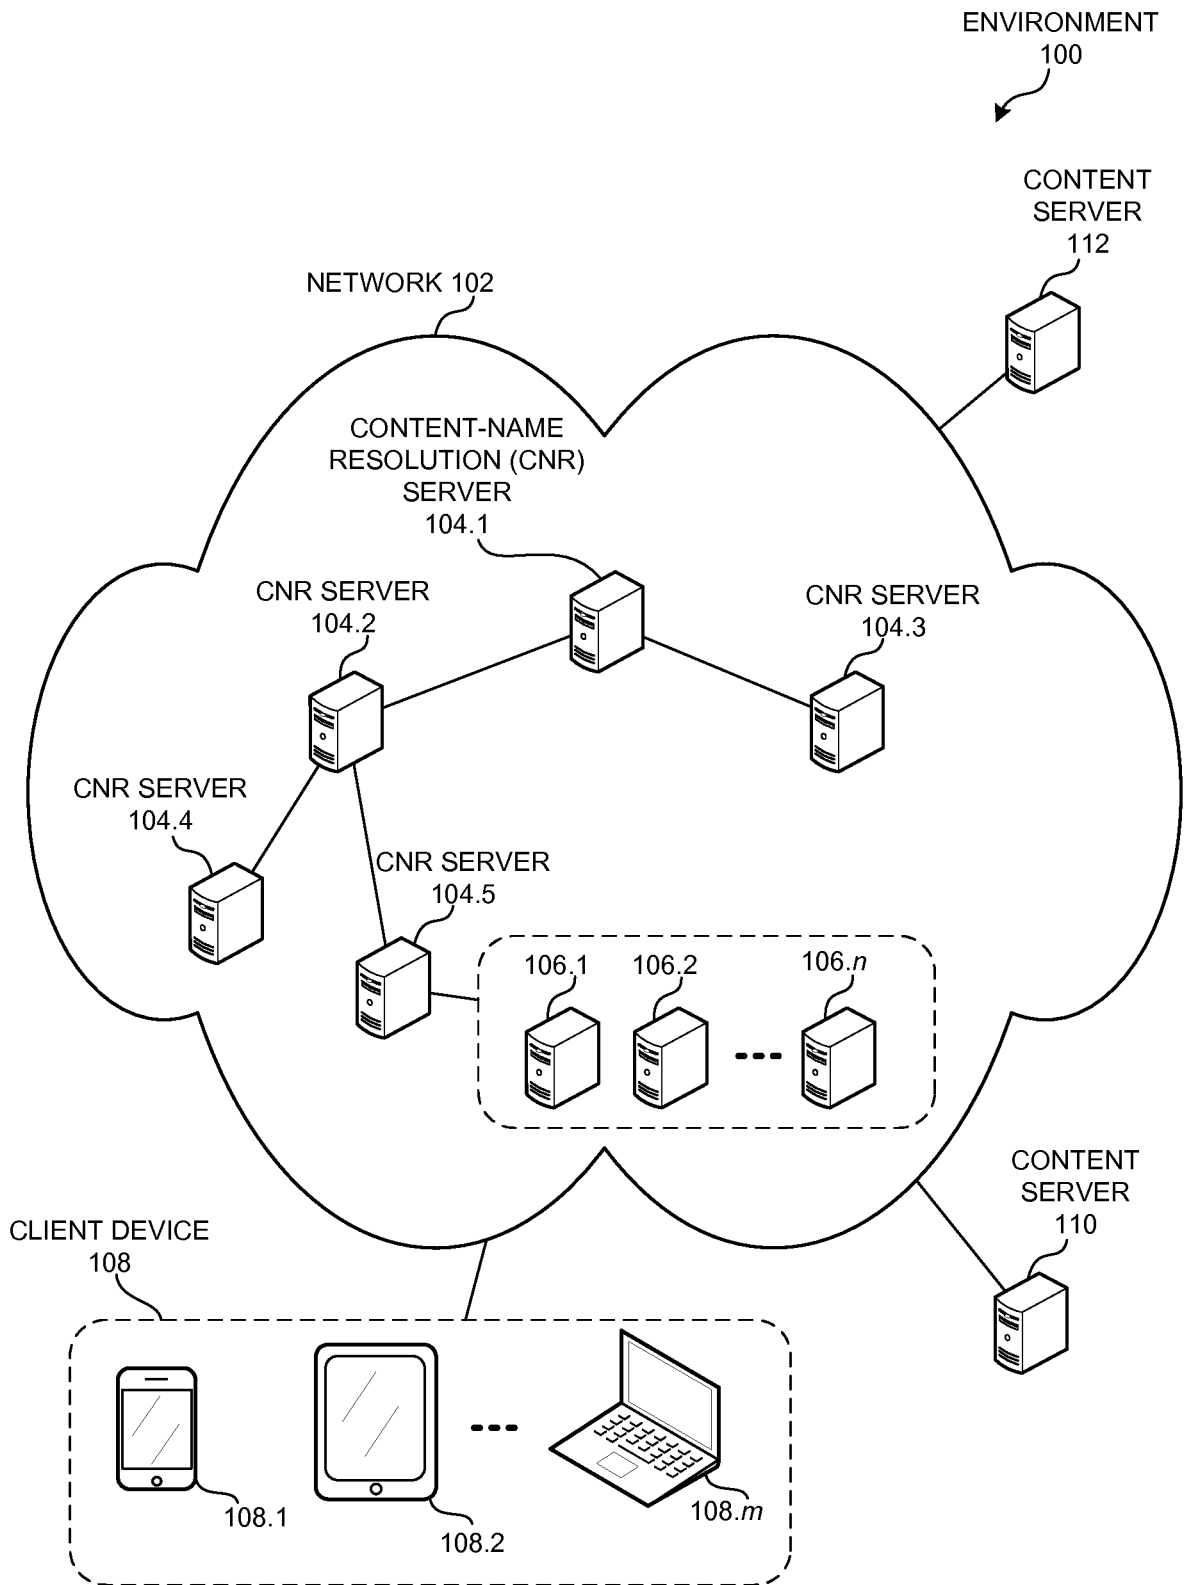 ENVIRONMENT
100
CONTENT
SERVER
112
NETWORK 102
CONTENT-NAME
RESOLUTION (CNR)
SERVER
104.1
CNR SERVER
104.2
CNR SERVER
104.3
CNR SERVER
104.4
CNR SERVER
104.5
106.1
106.2
106.n
CONTENT
SERVER
110
CLIENT DEVICE
108
108.1
108.2
108.m